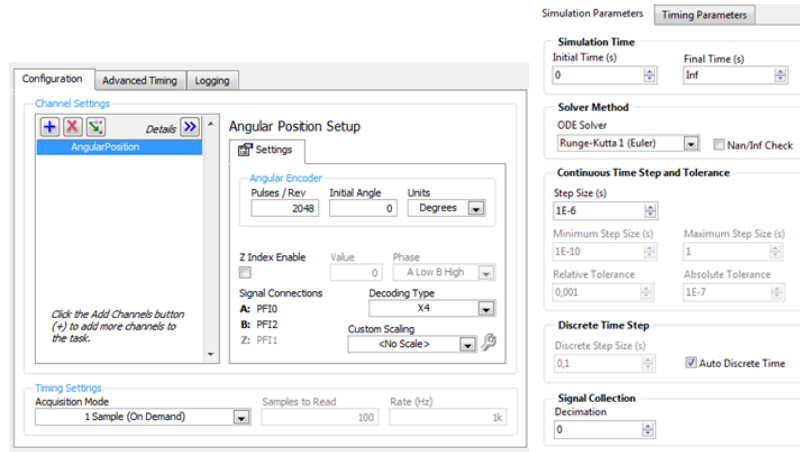 Configuration Advanced Timing Logging
Channel Settings
Details
AngularPosition
Click the Add Channels button
(+) to add more channels to
the task.
Angular Position Setup
Settings
Angular Encoder
Pulses / Rev Initial Angle Units
2048 0 Degrees
Z Index Enable Value Phase
0 A Low B High
Signal Connections Decoding Type
A: PFI0 X4
B: PFI2 Custom Scaling
Z: PFI1 <No Scale>
Timing Settings
Acquisition Mode Samples to Read Rate (Hz)
1 Sample (On Demand) 100 1k
Simulation Parameters Timing Parameters
Simulation Time
Initial Time (s) Final Time (s)
0 Inf
Solver Method
ODE Solver
Runge-Kutta 1 (Euler) Nan/Inf Check
Continuous Time Step and Tolerance
Step Size (s)
1E-6
Minimum Step Size (s) Maximum Step Size (s)
1E-10 1
Relative Tolerance Absolute Tolerance
0,001 1E-7
Discrete Time Step
Discrete Step Size (s)
0,1 Auto Discrete Time
Signal Collection
Decimation
0